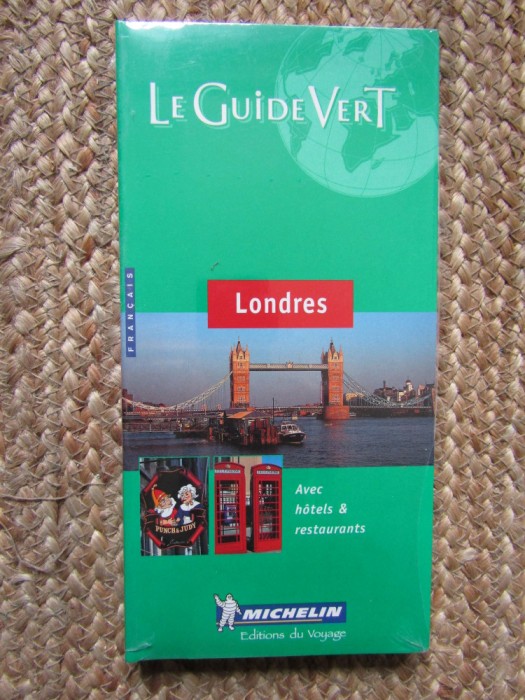 LE GUIDE VERT
FRANÇAIS
Londres
PUNCH & JUDY
Avec
hôtels &
restaurants
MICHELIN
Editions du Voyage